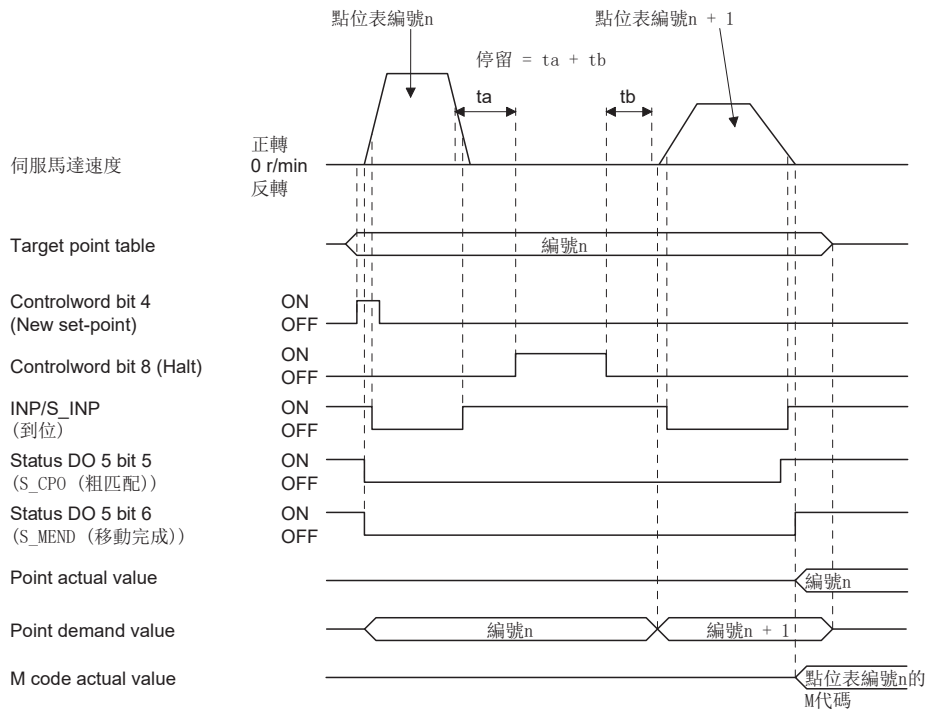 點位表編號n
點位表編號n + 1
停留 = ta + tb
ta
tb
伺服馬達速度
正轉
0 r/min
反轉
Target point table
編號n
Controlword bit 4
(New set-point)
ON
OFF
Controlword bit 8 (Halt)
ON
OFF
INP/S_INP
(到位)
ON
OFF
Status DO 5 bit 5
(S_CPO (粗匹配))
ON
OFF
Status DO 5 bit 6
(S_MEND (移動完成))
ON
OFF
Point actual value
編號n
Point demand value
編號n
編號n + 1
M code actual value
點位表編號n的
M代碼